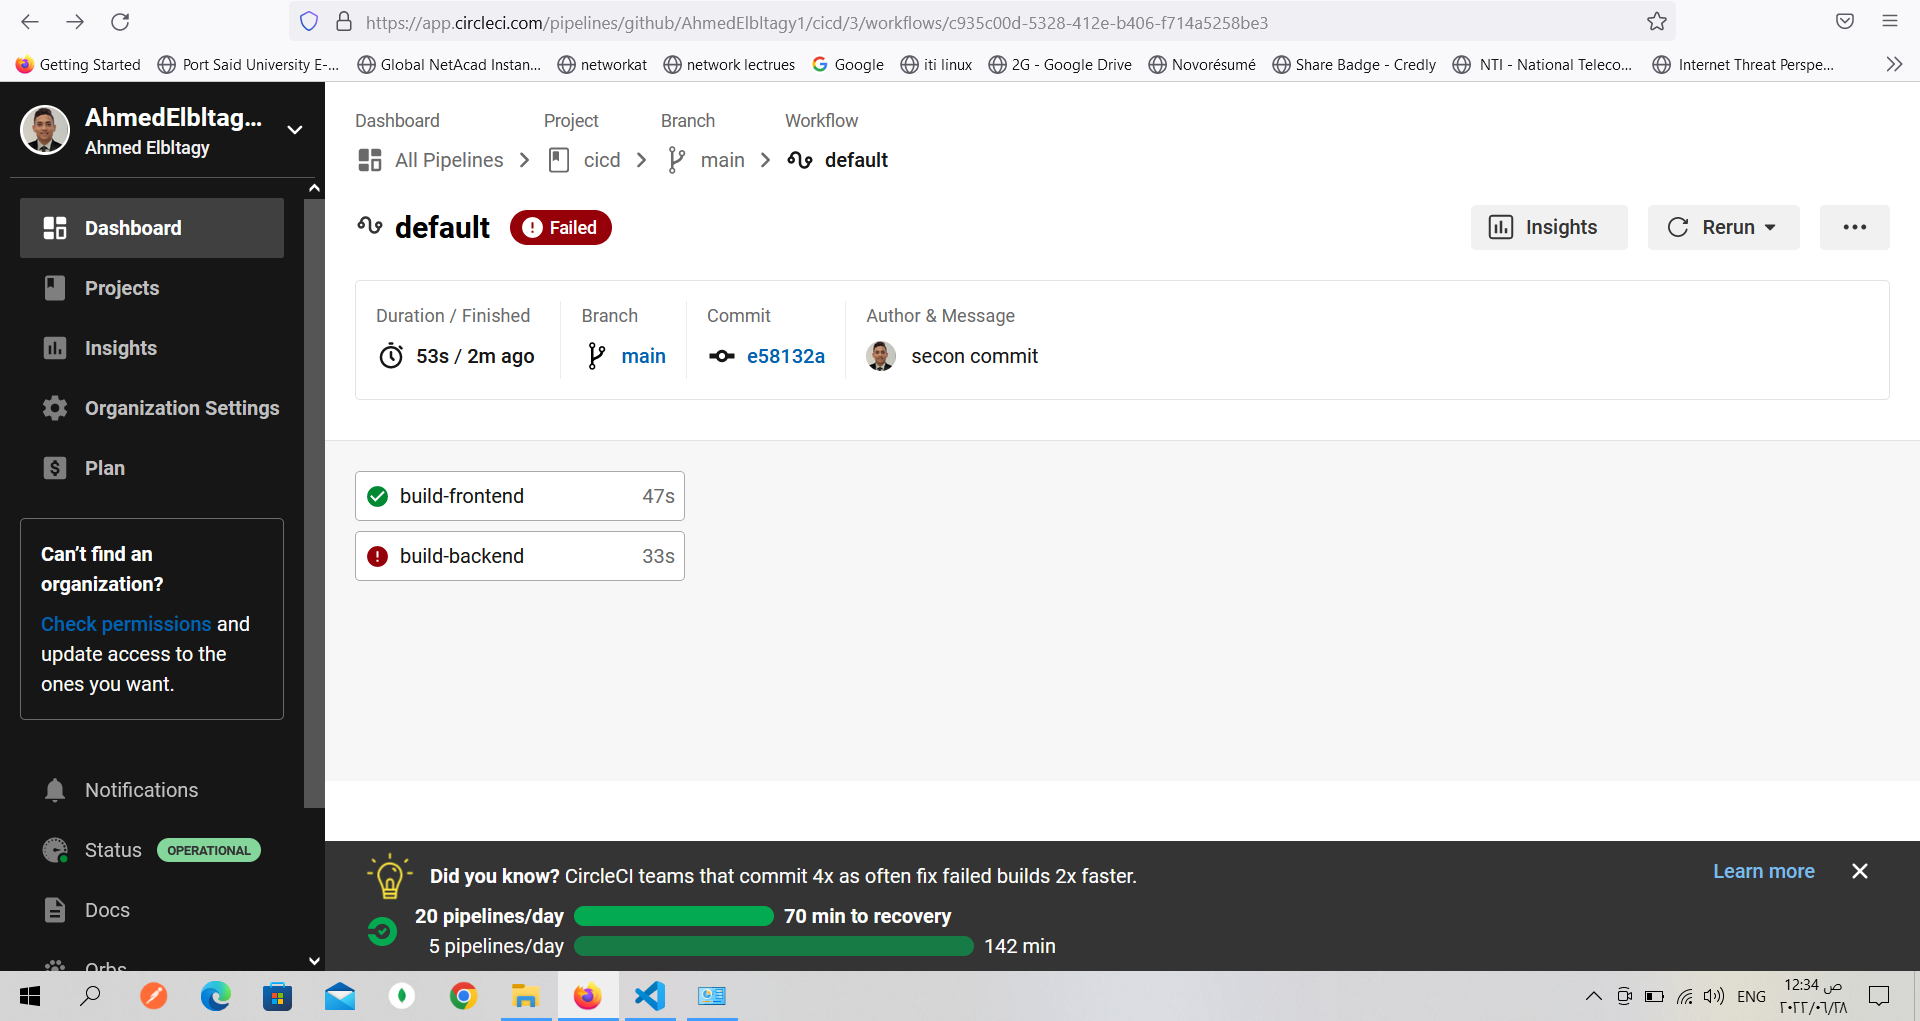 https://app.circleci.com/pipelines/github/AhmedElbltagy1/cicd/3/workflows/c935c00d-5328-412e-b406-f714a5258be3
Getting Started
Port Said University E-...
Global NetAcad Instan...
networkat
network lectrues
Google
iti linux
2G - Google Drive
Novorésumé
Share Badge - Credly
NTI - National Teleco...
Internet Threat Perspe...
AhmedElbltag...
Ahmed Elbltagy
Dashboard
Projects
Insights
Organization Settings
Plan
Can't find an
organization?
Check permissions and
update access to the
ones you want.
Notifications
Status OPERATIONAL
Docs
Orbs
Dashboard Project Branch Workflow
All Pipelines cicd main default
default Failed
Insights Rerun
Duration / Finished Branch Commit Author & Message
53s / 2m ago main e58132a secon commit
build-frontend 47s
build-backend 33s
Did you know? CircleCI teams that commit 4x as often fix failed builds 2x faster.
Learn more
20 pipelines/day 70 min to recovery
5 pipelines/day 142 min
ENG
12:34 ص
٢٠٢٢/٠٦/٢٨